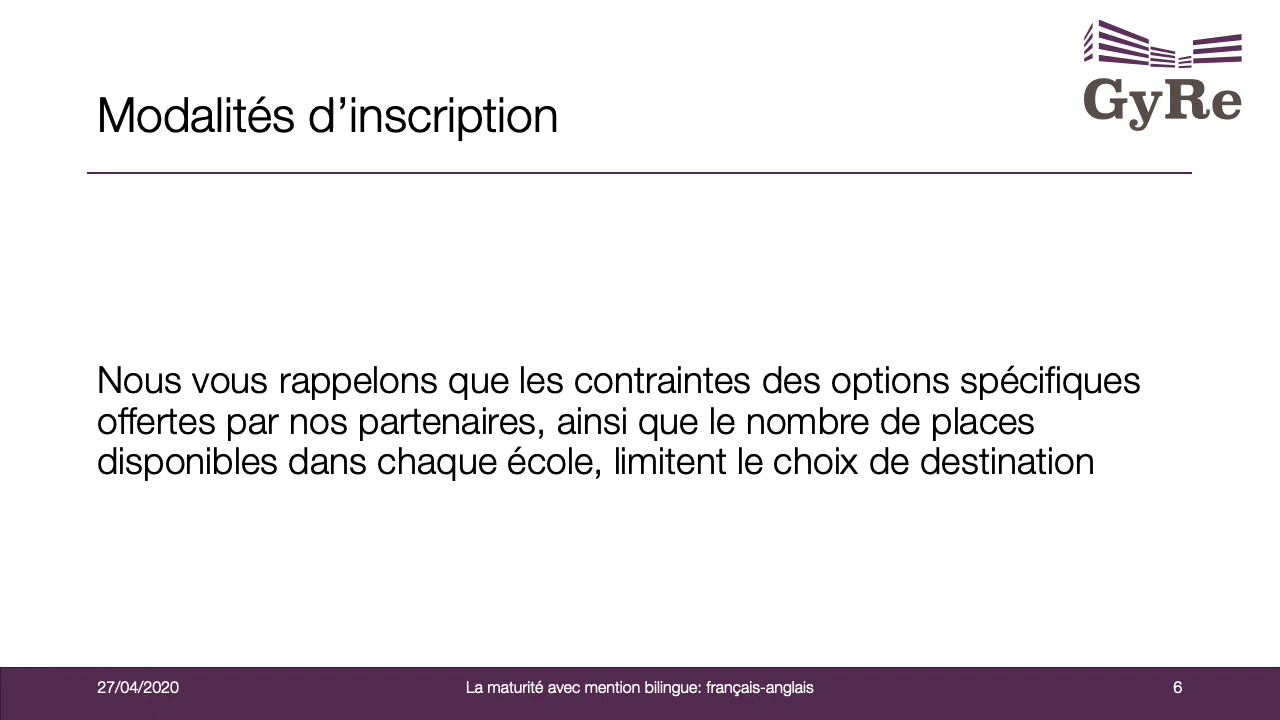 GyRe
Modalités d’inscription
Nous vous rappelons que les contraintes des options spécifiques
offertes par nos partenaires, ainsi que le nombre de places
disponibles dans chaque école, limitent le choix de destination
27/04/2020
La maturité avec mention bilingue: français-anglais
6